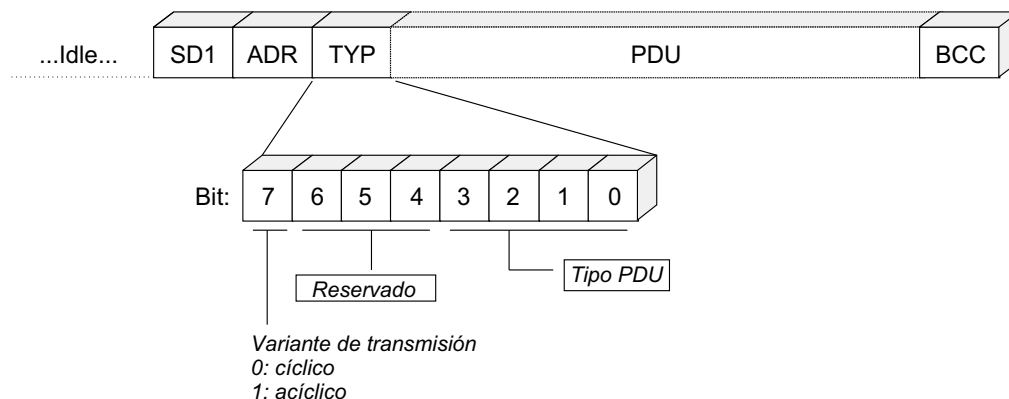 ...Idle... SD1 ADR TYP PDU BCC
Bit: 7 6 5 4 3 2 1 0
Reservado
Tipo PDU
Variante de transmisión
0: cíclico
1: acíclico